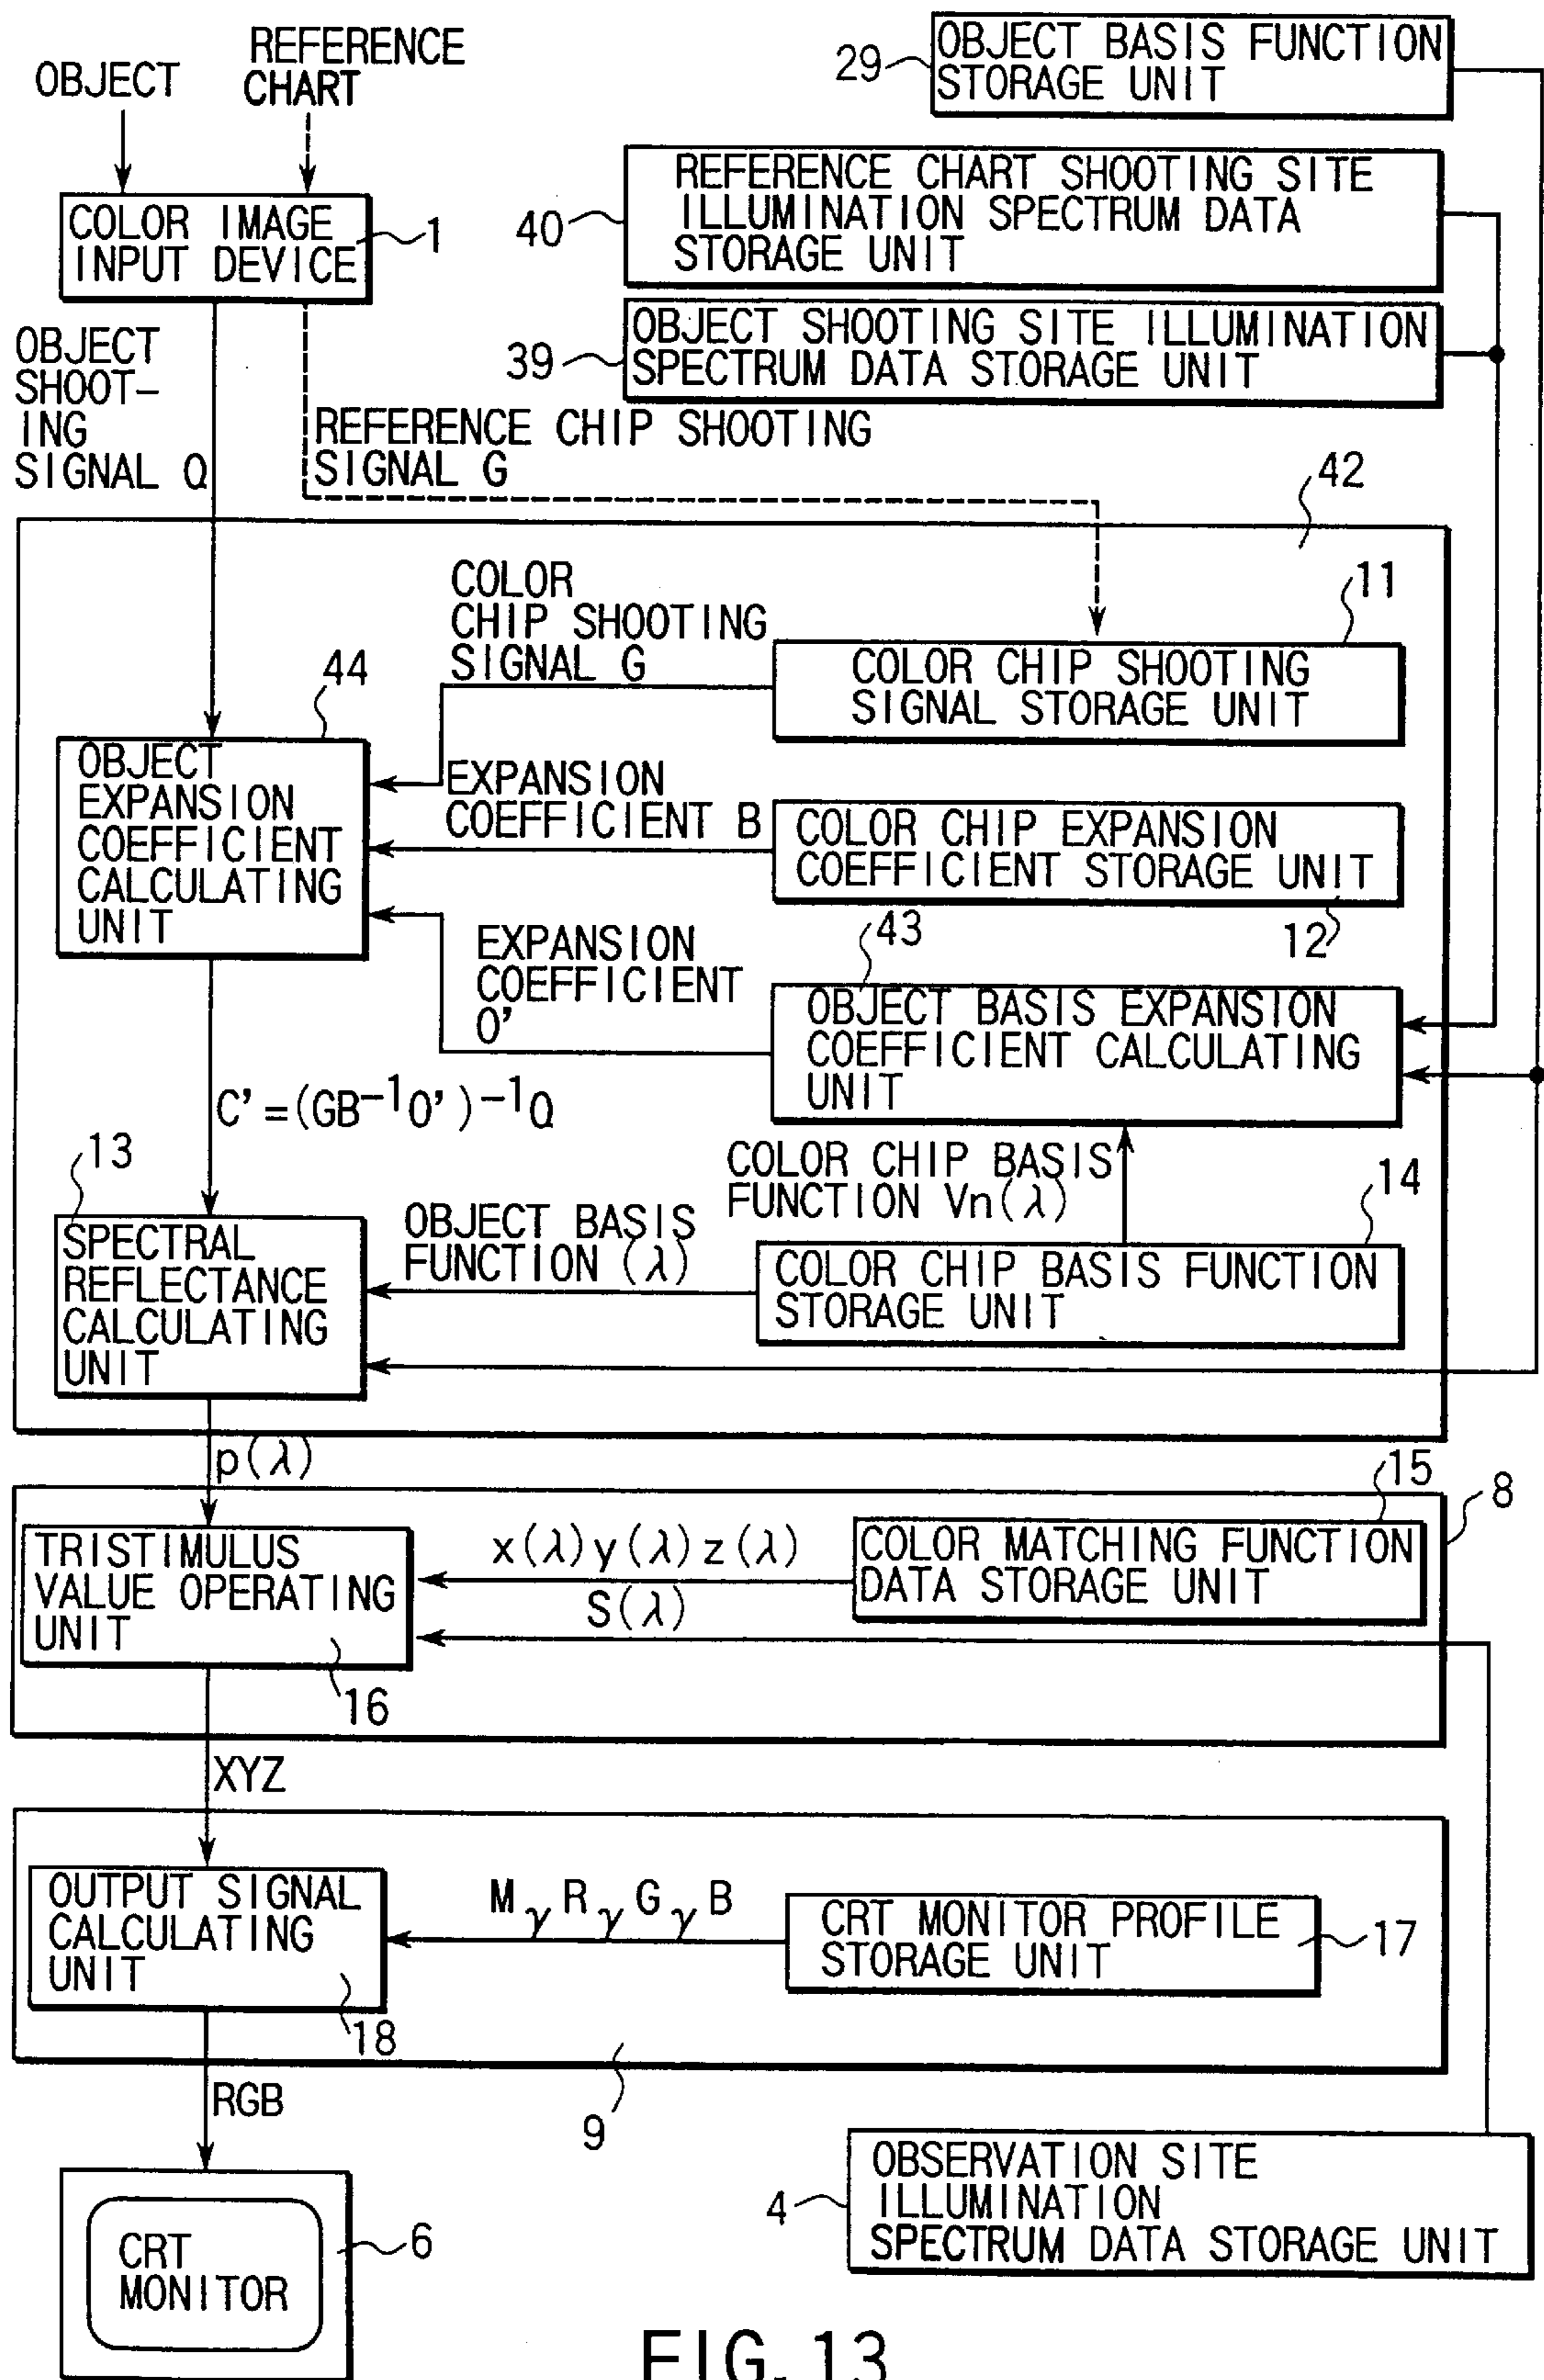 REFERENCE
CHART
OBJECT
29
OBJECT BASIS FUNCTION
STORAGE UNIT
COLOR IMAGE
INPUT DEVICE
1
40
REFERENCE CHART SHOOTING SITE
ILLUMINATION SPECTRUM DATA
STORAGE UNIT
39
OBJECT SHOOTING SITE ILLUMINATION
SPECTRUM DATA STORAGE UNIT
OBJECT
SHOOT-
ING
SIGNAL Q
REFERENCE CHIP SHOOTING
SIGNAL G
42
COLOR
CHIP SHOOTING
SIGNAL G
11
COLOR CHIP SHOOTING
SIGNAL STORAGE UNIT
44
OBJECT
EXPANSION
COEFFICIENT
CALCULATING
UNIT
EXPANSION
COEFFICIENT B
COLOR CHIP EXPANSION
COEFFICIENT STORAGE UNIT
12
EXPANSION
COEFFICIENT
O'
43
OBJECT BASIS EXPANSION
COEFFICIENT CALCULATING
UNIT
C'=(GB⁻¹O')⁻¹Q
COLOR CHIP BASIS
FUNCTION Vn(λ)
13
SPECTRAL
REFLECTANCE
CALCULATING
UNIT
OBJECT BASIS
FUNCTION (λ)
14
COLOR CHIP BASIS FUNCTION
STORAGE UNIT
p(λ)
15
8
TRISTIMULUS
VALUE OPERATING
UNIT
16
x(λ)y(λ)z(λ)
S(λ)
COLOR MATCHING FUNCTION
DATA STORAGE UNIT
XYZ
OUTPUT SIGNAL
CALCULATING
UNIT
18
MγRγGγB
CRT MONITOR PROFILE
STORAGE UNIT
17
RGB
9
4
OBSERVATION SITE
ILLUMINATION
SPECTRUM DATA STORAGE UNIT
CRT
MONITOR
6
FIG.13